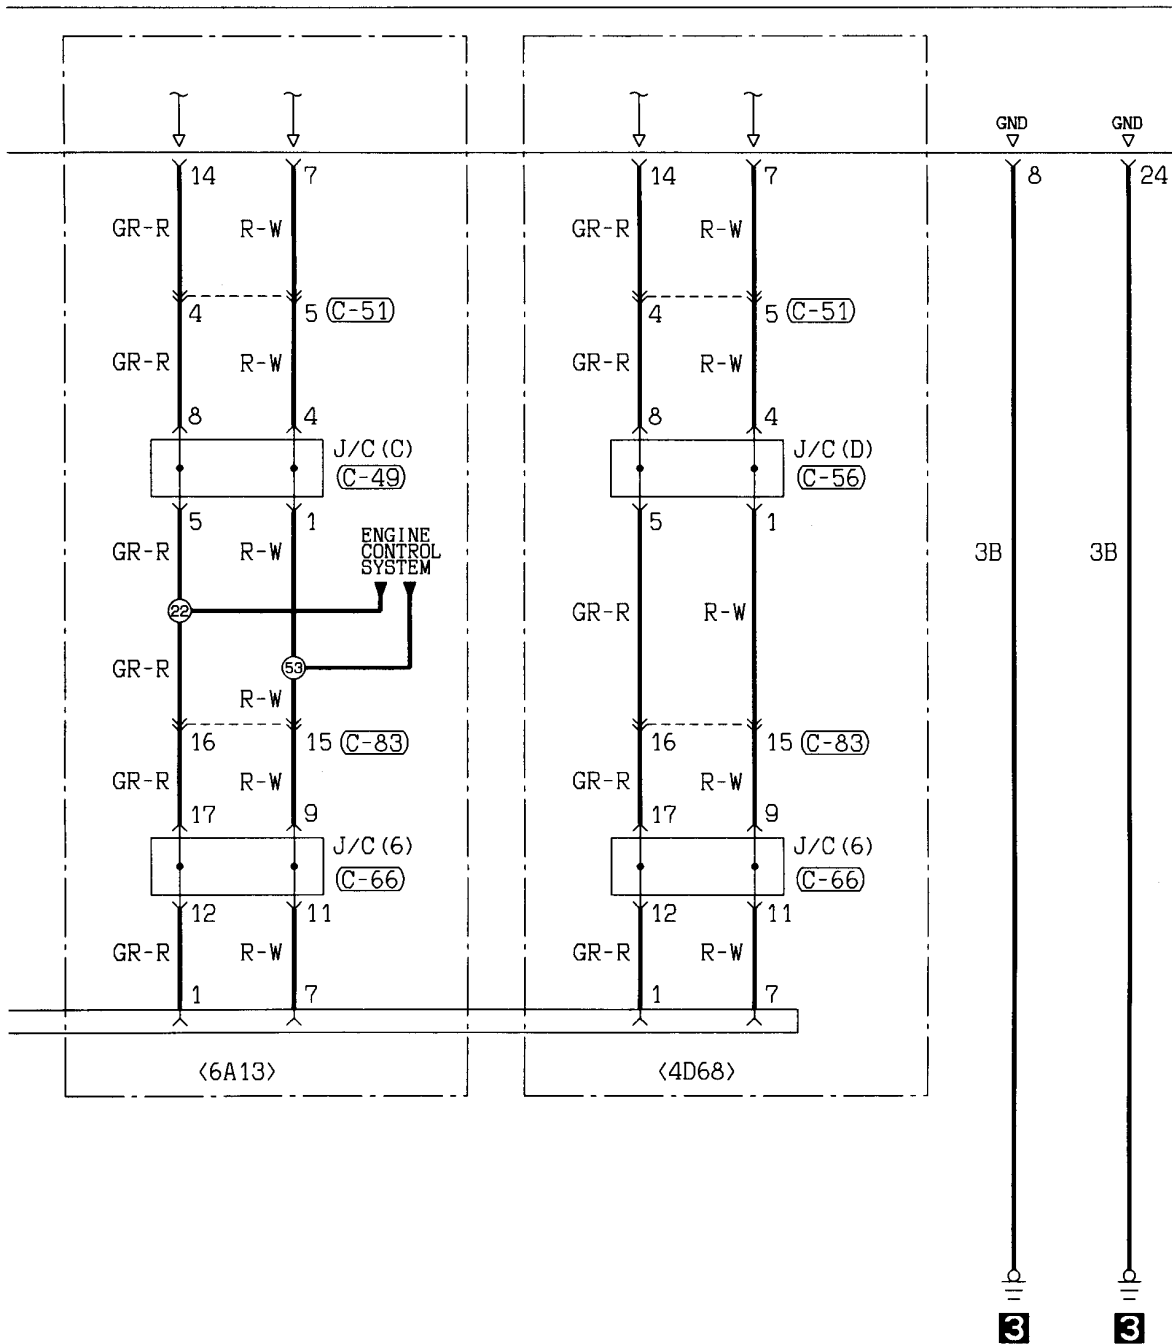 GND GND
14 7 14 7 8 24
GR-R R-W GR-R R-W
4 5 C-51 4 5 C-51
GR-R R-W GR-R R-W
8 4 8 4
J/C(C) J/C(D)
C-49 C-56
5 1 5 1
ENGINE
CONTROL
SYSTEM
GR-R R-W 3B 3B
22 GR-R R-W
53
GR-R
R-W
16 15 C-83 16 15 C-83
GR-R R-W GR-R R-W
17 9 17 9
J/C(6) J/C(6)
C-66 C-66
12 11 12 11
GR-R R-W GR-R R-W
1 7 1 7
<6A13> <4D68>
3 3